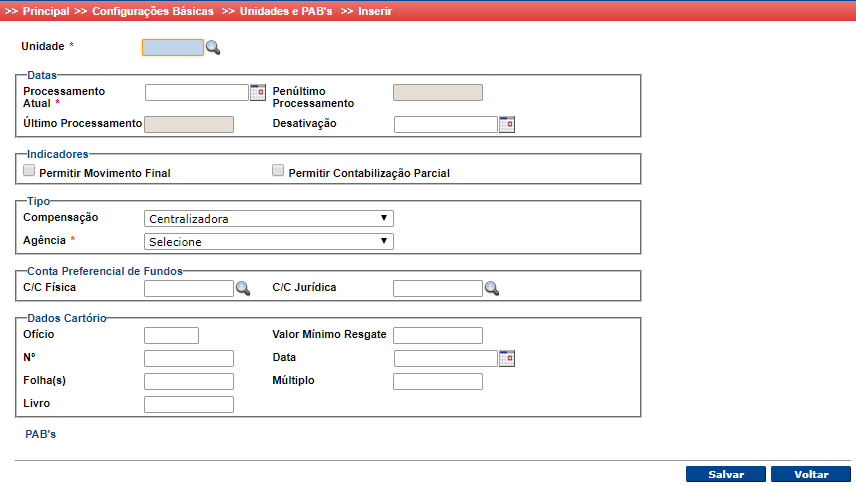 >> Principal >> Configurações Básicas >> Unidades e PAB's >> Inserir
Unidade *
Datas
Processamento Atual *
Penúltimo Processamento
Último Processamento
Desativação
Indicadores
Permitir Movimento Final
Permitir Contabilização Parcial
Tipo
Compensação
Centralizadora
Agência *
Selecione
Conta Preferencial de Fundos
C/C Física
C/C Jurídica
Dados Cartório
Ofício
Valor Mínimo Resgate
Nº
Data
Folha(s)
Múltiplo
Livro
PAB's
Salvar
Voltar